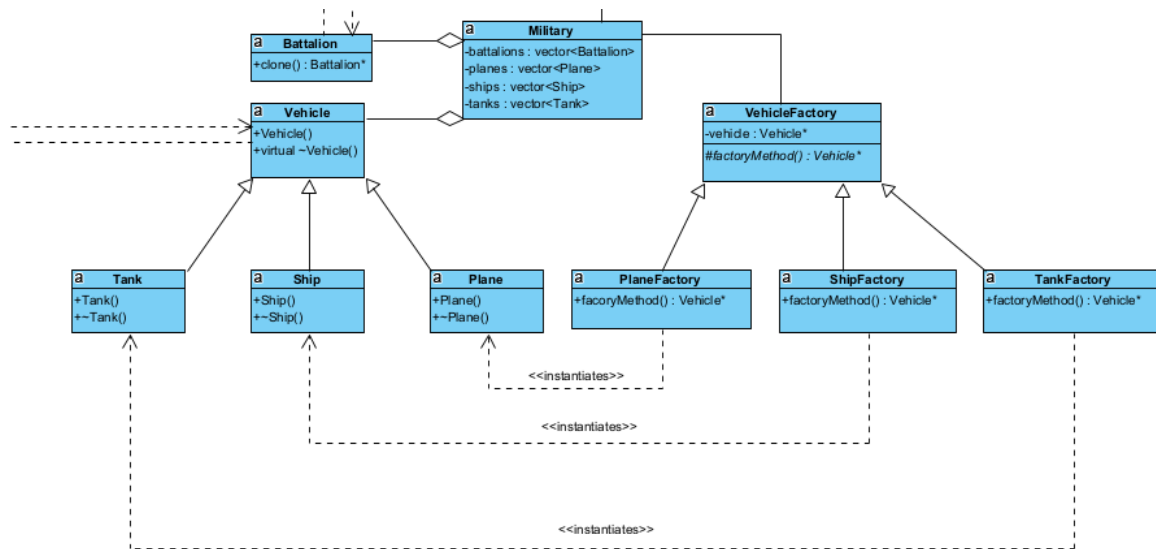 a Battalion
+clone() : Battalion*
a Military
-battalions : vector<Battalion>
-planes : vector<Plane>
-ships : vector<Ship>
-tanks : vector<Tank>
a Vehicle
+Vehicle()
+virtual ~Vehicle()
a VehicleFactory
-vehicle : Vehicle*
#factoryMethod() : Vehicle*
a Tank
+Tank()
+~Tank()
a Ship
+Ship()
+~Ship()
a Plane
+Plane()
+~Plane()
a PlaneFactory
+facoryMethod() : Vehicle*
a ShipFactory
+factoryMethod() : Vehicle*
a TankFactory
+factoryMethod() : Vehicle*
<<instantiates>>
<<instantiates>>
<<instantiates>>